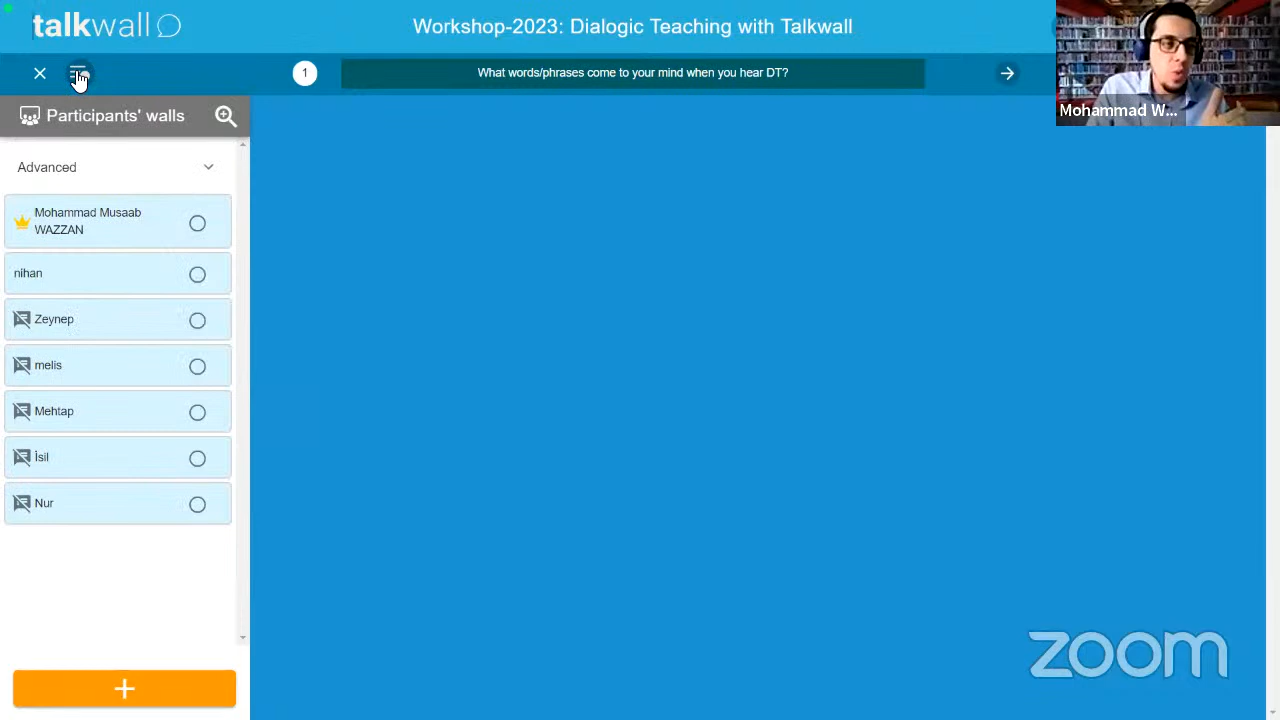 talkwall
Workshop-2023: Dialogic Teaching with Talkwall
1
What words/phrases come to your mind when you hear DT?
Mohammad W...
Participants' walls
Advanced
Mohammad Musaab
WAZZAN
nihan
Zeynep
melis
Mehtap
İsil
Nur
+
zoom